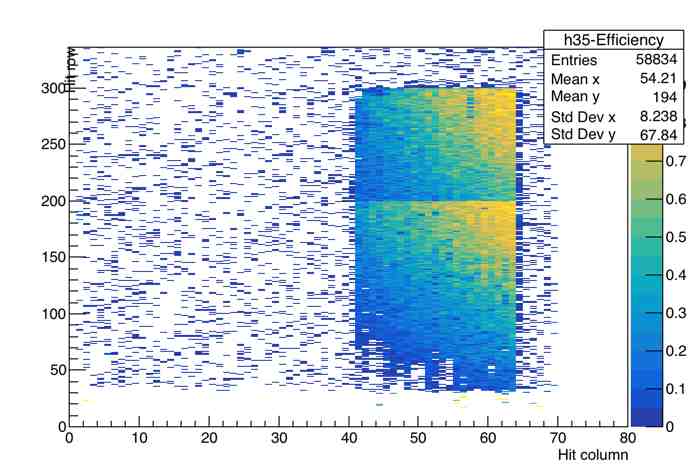 h35-Efficiency
Entries 58834
Mean x 54.21
Mean y 194
Std Dev x 8.238
Std Dev y 67.84
300
250
200
150
100
50
0
0 10 20 30 40 50 60 70 80
Hit column
0.7
0.6
0.5
0.4
0.3
0.2
0.1
0